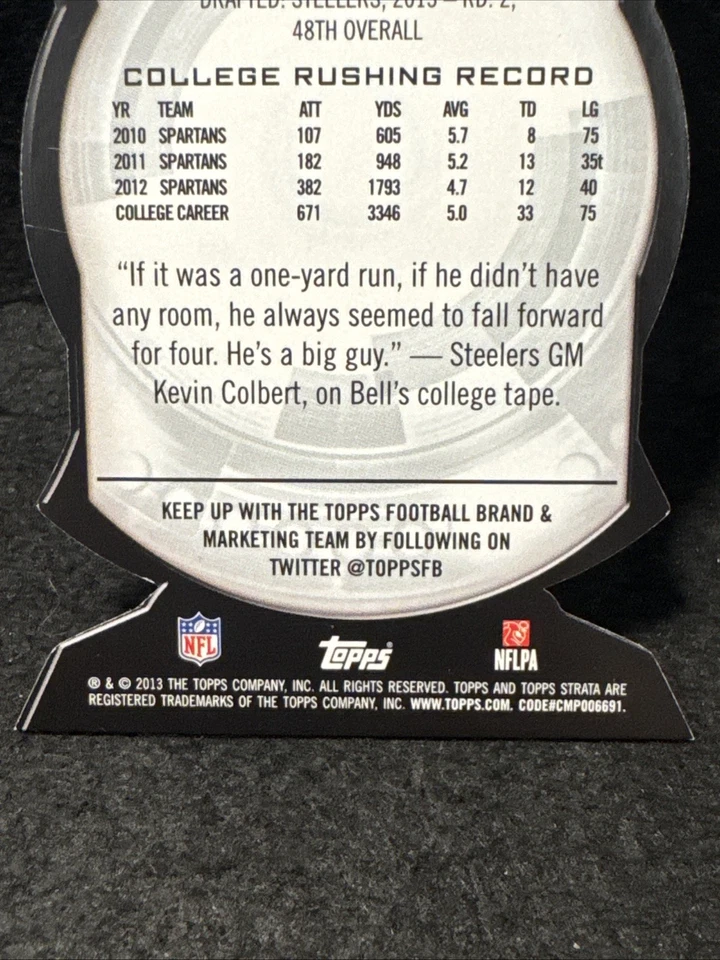 DRAFTED: STEELERS, 2013 – RD. 2,
48TH OVERALL
COLLEGE RUSHING RECORD
YR TEAM ATT YDS AVG TD LG
2010 SPARTANS 107 605 5.7 8 75
2011 SPARTANS 182 948 5.2 13 35t
2012 SPARTANS 382 1793 4.7 12 40
COLLEGE CAREER 671 3346 5.0 33 75
“If it was a one-yard run, if he didn’t have
any room, he always seemed to fall forward
for four. He’s a big guy.” — Steelers GM
Kevin Colbert, on Bell’s college tape.
KEEP UP WITH THE TOPPS FOOTBALL BRAND &
MARKETING TEAM BY FOLLOWING ON
TWITTER @TOPPSFB
NFL topps NFLPA
® & © 2013 THE TOPPS COMPANY, INC. ALL RIGHTS RESERVED. TOPPS AND TOPPS STRATA ARE
REGISTERED TRADEMARKS OF THE TOPPS COMPANY, INC. WWW.TOPPS.COM. CODE#CMP006691.